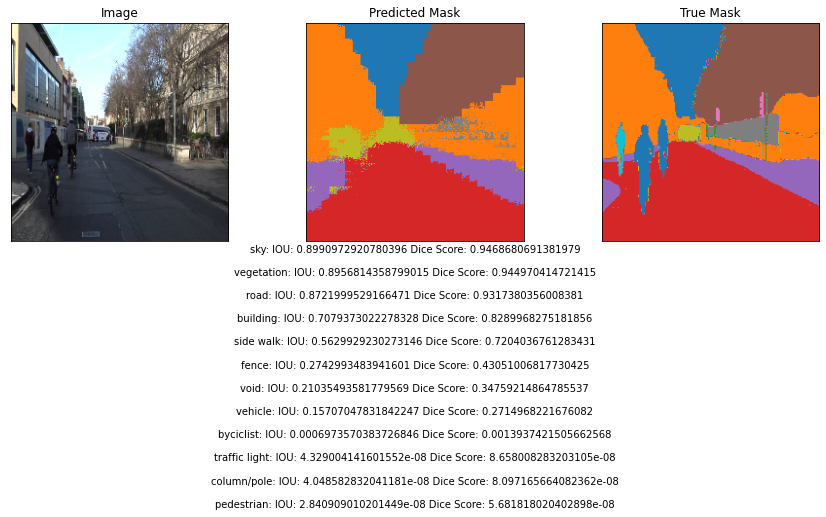 Image
Predicted Mask
True Mask
sky: IOU: 0.8990972920780396 Dice Score: 0.9468680691381979
vegetation: IOU: 0.8956814358799015 Dice Score: 0.944970414721415
road: IOU: 0.8721999529166471 Dice Score: 0.9317380356008381
building: IOU: 0.7079373022278328 Dice Score: 0.8289968275181856
side walk: IOU: 0.5629929230273146 Dice Score: 0.7204036761283431
fence: IOU: 0.2742993483941601 Dice Score: 0.43051006817730425
void: IOU: 0.21035493581779569 Dice Score: 0.34759214864785537
vehicle: IOU: 0.15707047831842247 Dice Score: 0.2714968221676082
byciclist: IOU: 0.0006973570383726846 Dice Score: 0.0013937421505662568
traffic light: IOU: 4.329004141601552e-08 Dice Score: 8.658008283203105e-08
column/pole: IOU: 4.048582832041181e-08 Dice Score: 8.097165664082362e-08
pedestrian: IOU: 2.840909010201449e-08 Dice Score: 5.681818020402898e-08